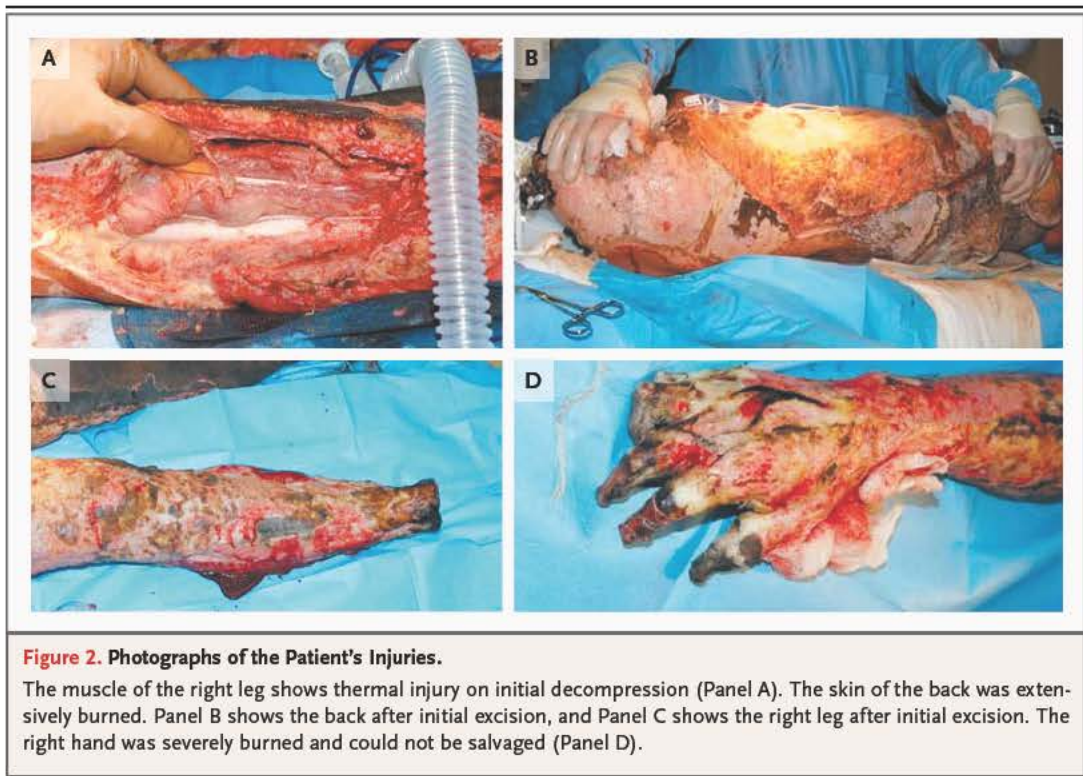 A
B
C
D
Figure 2. Photographs of the Patient's Injuries.
The muscle of the right leg shows thermal injury on initial decompression (Panel A). The skin of the back was exten-
sively burned. Panel B shows the back after initial excision, and Panel C shows the right leg after initial excision. The
right hand was severely burned and could not be salvaged (Panel D).